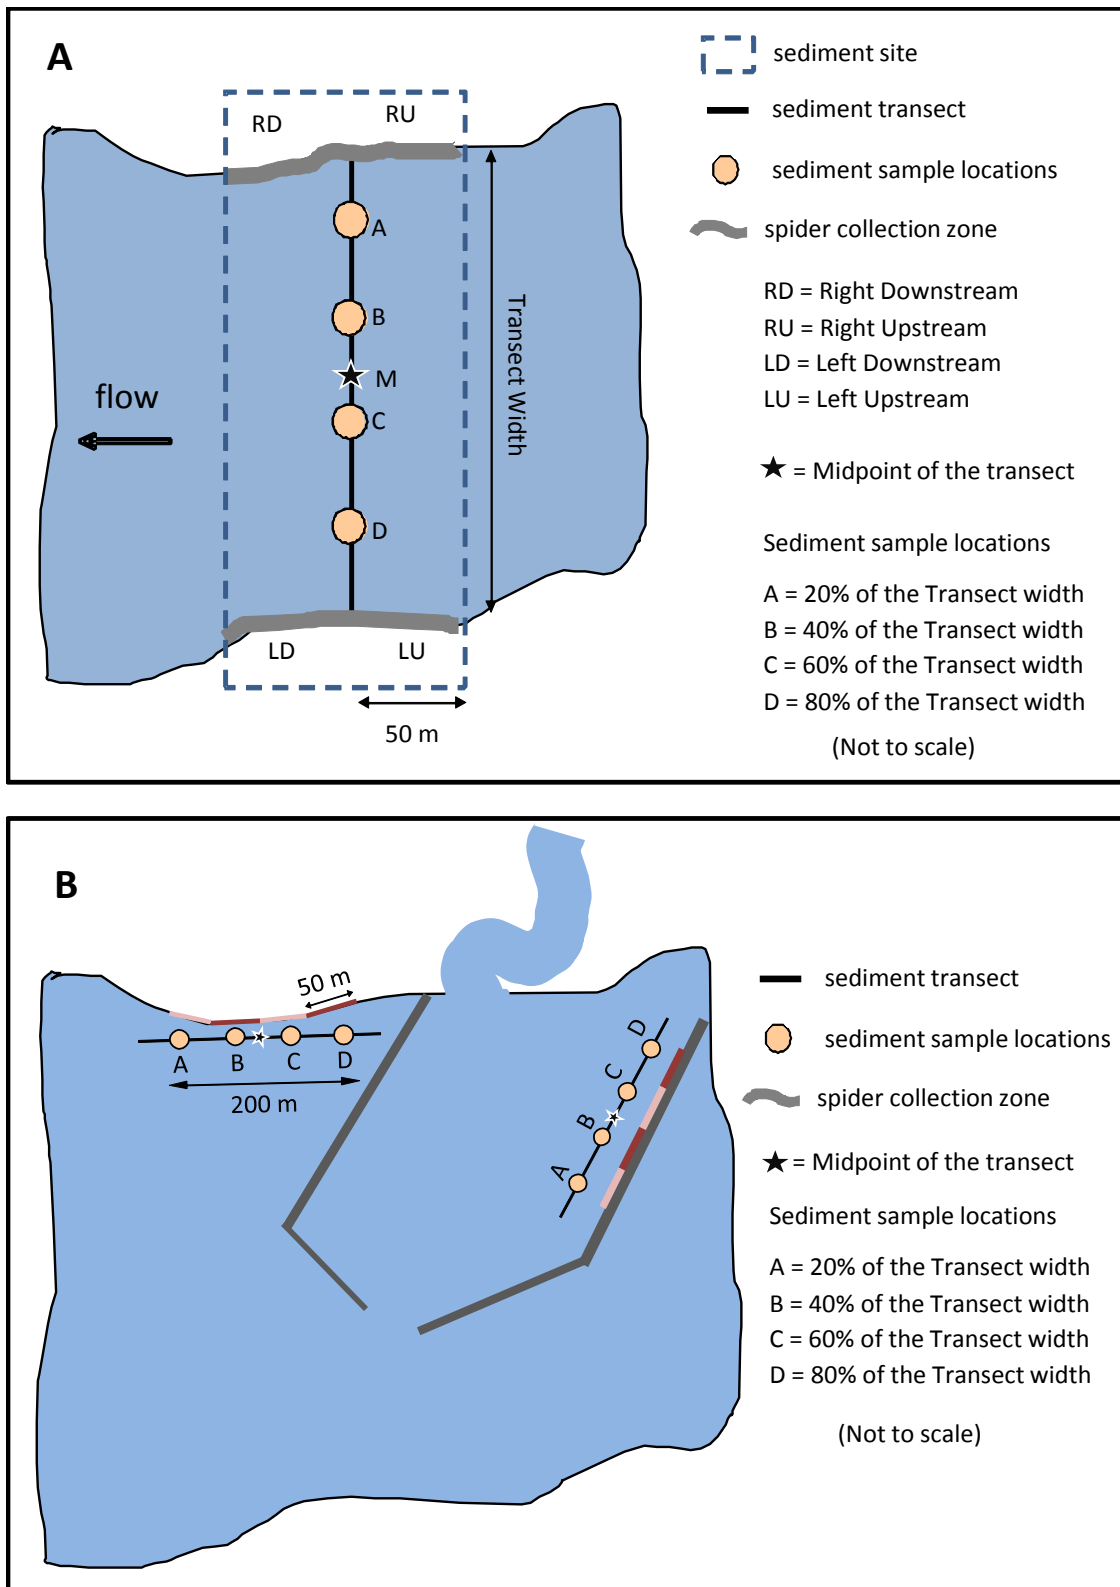 A
RD
RU
A
B
M
C
D
Transect Width
flow
LD
LU
50 m
sediment site
sediment transect
sediment sample locations
spider collection zone
RD = Right Downstream
RU = Right Upstream
LD = Left Downstream
LU = Left Upstream
★ = Midpoint of the transect
Sediment sample locations
A = 20% of the Transect width
B = 40% of the Transect width
C = 60% of the Transect width
D = 80% of the Transect width
(Not to scale)
B
50 m
A B C D
200 m
D
C
B
A
sediment transect
sediment sample locations
spider collection zone
★ = Midpoint of the transect
Sediment sample locations
A = 20% of the Transect width
B = 40% of the Transect width
C = 60% of the Transect width
D = 80% of the Transect width
(Not to scale)